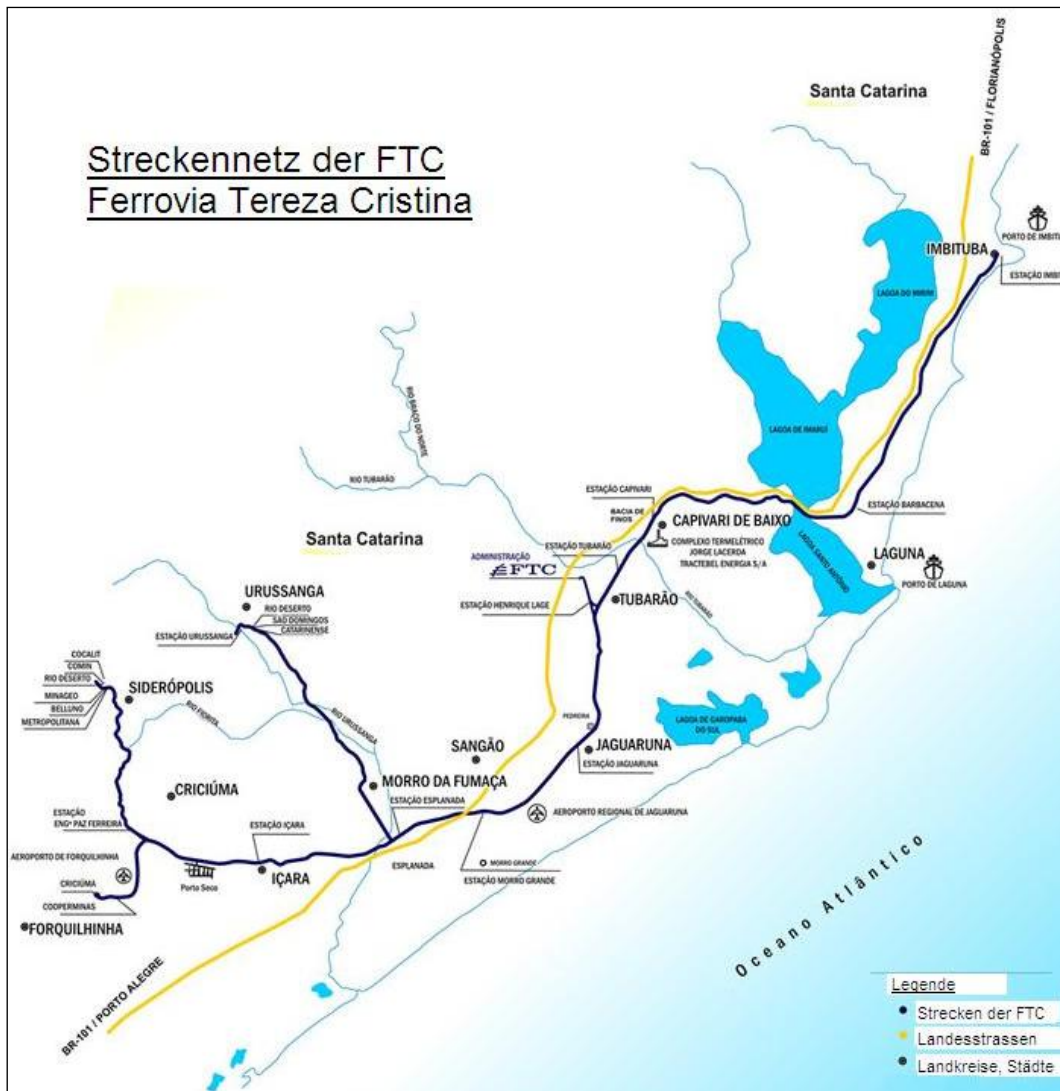 Streckennetz der FTC
Ferrovia Tereza Cristina
Santa Catarina
BR-101 / FLORIANÓPOLIS
PORTO DE IMBITU
IMBITUBA
ESTAÇÃO IMBI
LAGOA DO MIRIM
LAGOA DE IMARUÍ
RIO BRAÇO DO NORTE
RIO TUBARÃO
ESTAÇÃO CAPIVARI
BACIA DE
FINOS
CAPIVARI DE BAIXO
COMPLEXO TERMELÉTRICO
JORGE LACERDA
TRACTEBEL ENERGIA S/A
ESTAÇÃO BARBACENA
LAGOA SANTO ANTÔNIO
LAGUNA
PORTO DE LAGUNA
Santa Catarina
ADMINISTRAÇÃO
FTC
ESTAÇÃO TUBARÃO
ESTAÇÃO HENRIQUE LAGE
TUBARÃO
RIO TUBARÃO
URUSSANGA
RIO DESERTO
SAO DOMINGOS
CATARINENSE
ESTAÇÃO URUSSANGA
COCALIT
COMIN
RIO DESERTO
MINAGEO
BELLUNO
METROPOLITANA
SIDERÓPOLIS
RIO FIORITA
RIO URUSSANGA
PEDREIRA
LAGOA DE GAROPABA
DO SUL
JAGUARUNA
ESTAÇÃO JAGUARUNA
SANGÃO
MORRO DA FUMAÇA
ESTAÇÃO ESPLANADA
AEROPORTO REGIONAL DE JAGUARUNA
CRICIÚMA
ESTAÇÃO
ENGº PAZ FERREIRA
ESTAÇÃO IÇARA
AEROPORTO DE FORQUILHINHA
Porto Seco
IÇARA
ESPLANADA
MORRO GRANDE
ESTAÇÃO MORRO GRANDE
CRICIÚMA
COOPERMINAS
FORQUILHINHA
BR-101 / PORTO ALEGRE
Oceano Atlântico
Legende
Strecken der FTC
Landesstrassen
Landkreise, Städte